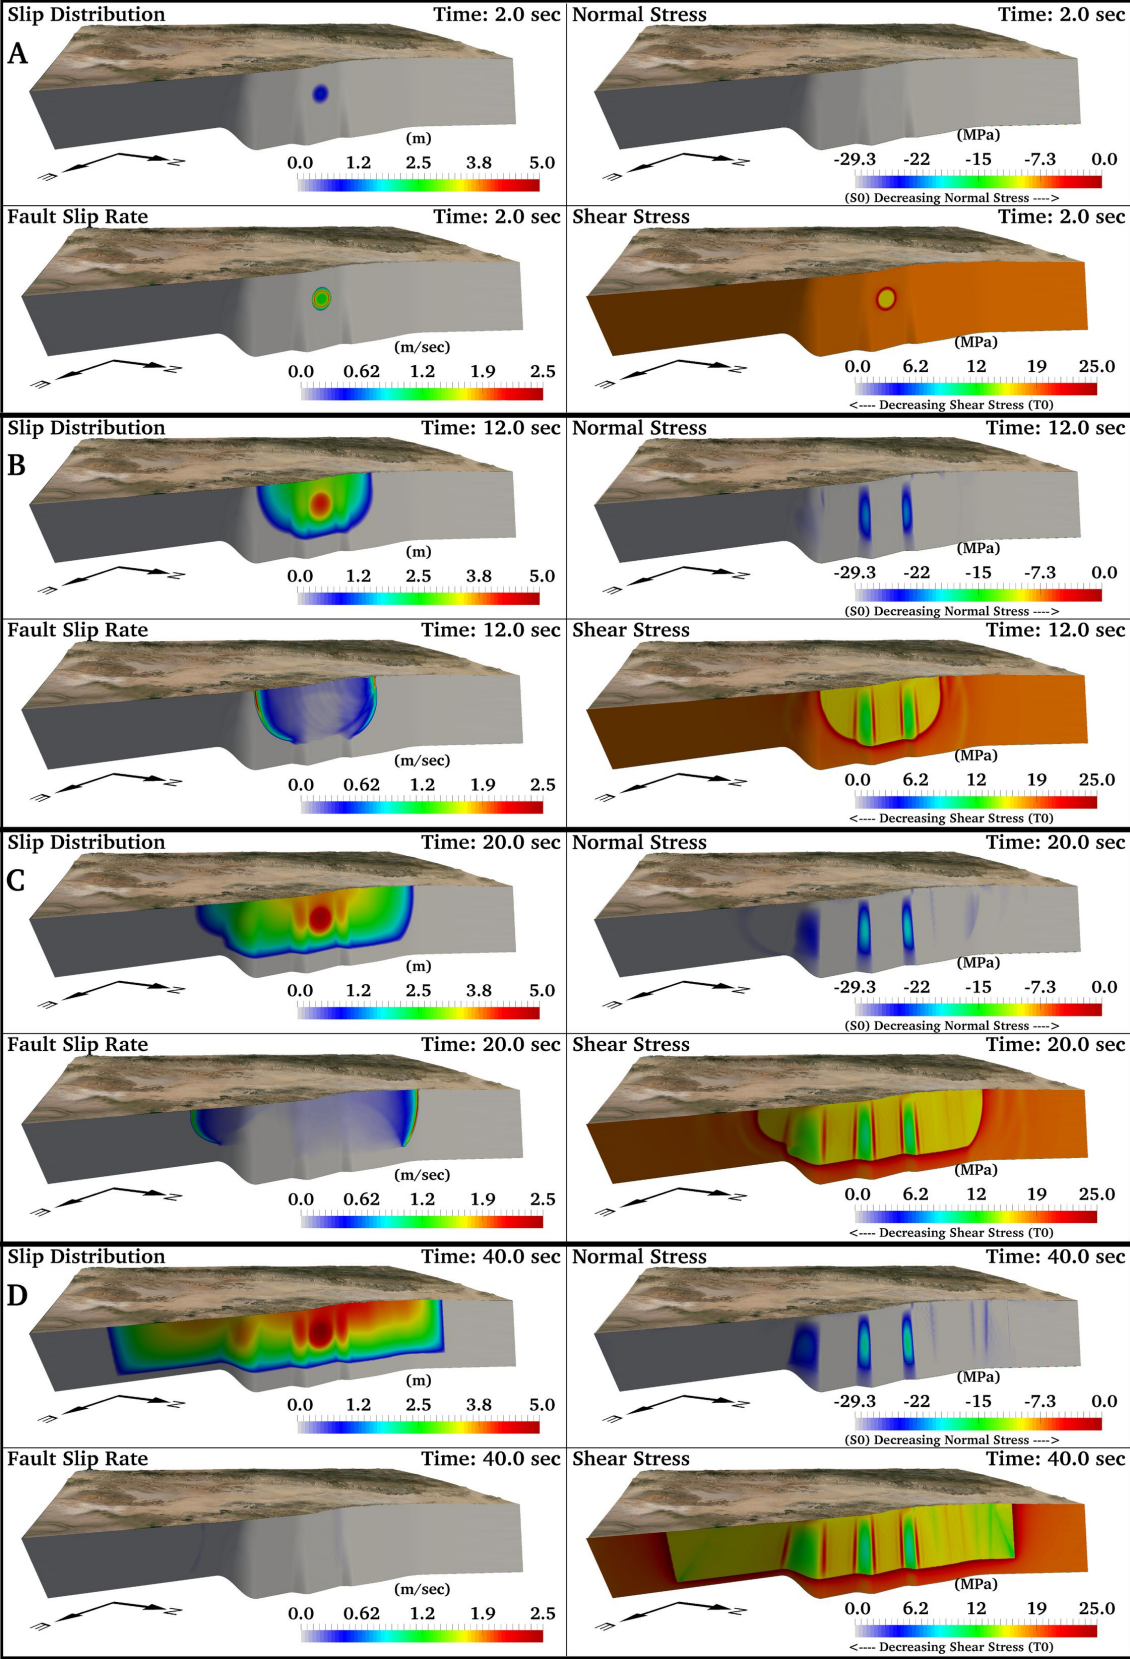 Slip Distribution Time: 2.0 sec
A
(m)
0.0 1.2 2.5 3.8 5.0
E N
Normal Stress Time: 2.0 sec
(MPa)
-29.3 -22 -15 -7.3 0.0
(S0) Decreasing Normal Stress ---->
E N
Fault Slip Rate Time: 2.0 sec
(m/sec)
0.0 0.62 1.2 1.9 2.5
E N
Shear Stress Time: 2.0 sec
(MPa)
0.0 6.2 12 19 25.0
<---- Decreasing Shear Stress (T0)
E N
Slip Distribution Time: 12.0 sec
B
(m)
0.0 1.2 2.5 3.8 5.0
E N
Normal Stress Time: 12.0 sec
(MPa)
-29.3 -22 -15 -7.3 0.0
(S0) Decreasing Normal Stress ---->
E N
Fault Slip Rate Time: 12.0 sec
(m/sec)
0.0 0.62 1.2 1.9 2.5
E N
Shear Stress Time: 12.0 sec
(MPa)
0.0 6.2 12 19 25.0
<---- Decreasing Shear Stress (T0)
E N
Slip Distribution Time: 20.0 sec
C
(m)
0.0 1.2 2.5 3.8 5.0
E N
Normal Stress Time: 20.0 sec
(MPa)
-29.3 -22 -15 -7.3 0.0
(S0) Decreasing Normal Stress ---->
E N
Fault Slip Rate Time: 20.0 sec
(m/sec)
0.0 0.62 1.2 1.9 2.5
E N
Shear Stress Time: 20.0 sec
(MPa)
0.0 6.2 12 19 25.0
<---- Decreasing Shear Stress (T0)
E N
Slip Distribution Time: 40.0 sec
D
(m)
0.0 1.2 2.5 3.8 5.0
E N
Normal Stress Time: 40.0 sec
(MPa)
-29.3 -22 -15 -7.3 0.0
(S0) Decreasing Normal Stress ---->
E N
Fault Slip Rate Time: 40.0 sec
(m/sec)
0.0 0.62 1.2 1.9 2.5
E N
Shear Stress Time: 40.0 sec
(MPa)
0.0 6.2 12 19 25.0
<---- Decreasing Shear Stress (T0)
E N